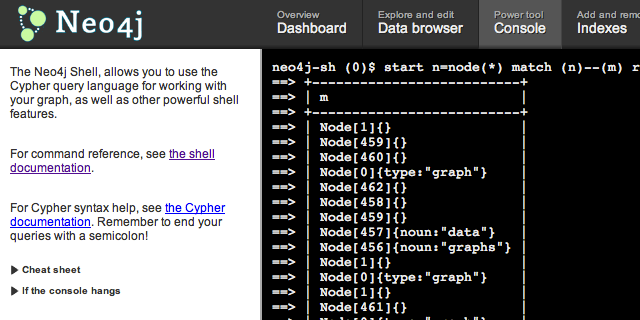 Neo4j
Overview
Dashboard
Explore and edit
Data browser
Power tool
Console
Add and
Indexes
The Neo4j Shell, allows you to use the
Cypher query language for working with
your graph, as well as other powerful shell
features.
For command reference, see the shell
documentation.
For Cypher syntax help, see the Cypher
documentation. Remember to end your
queries with a semicolon!
Cheat sheet
If the console hangs
neo4j-sh (0)$ start n=node(*) match (n)--(m) r
==> +--------------------------+
==> | m |
==> +--------------------------+
==> | Node[1]{} |
==> | Node[459]{} |
==> | Node[460]{} |
==> | Node[0]{type:"graph"} |
==> | Node[462]{} |
==> | Node[458]{} |
==> | Node[459]{} |
==> | Node[457]{noun:"data"} |
==> | Node[456]{noun:"graphs"} |
==> | Node[1]{} |
==> | Node[0]{type:"graph"} |
==> | Node[1]{} |
==> | Node[461]{} |